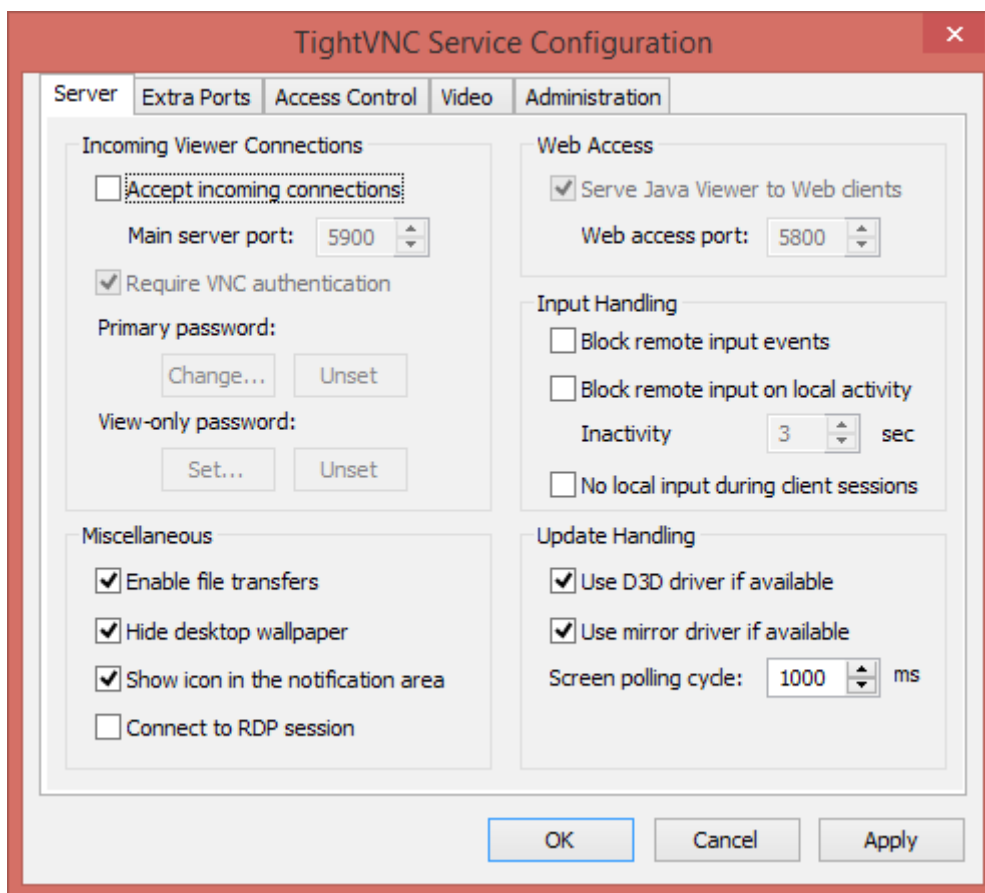 TightVNC Service Configuration
Server
Extra Ports
Access Control
Video
Administration
Incoming Viewer Connections
Accept incoming connections
Main server port: 5900
Require VNC authentication
Primary password:
Change... Unset
View-only password:
Set... Unset
Web Access
Serve Java Viewer to Web clients
Web access port: 5800
Input Handling
Block remote input events
Block remote input on local activity
Inactivity 3 sec
No local input during client sessions
Miscellaneous
Enable file transfers
Hide desktop wallpaper
Show icon in the notification area
Connect to RDP session
Update Handling
Use D3D driver if available
Use mirror driver if available
Screen polling cycle: 1000 ms
OK Cancel Apply